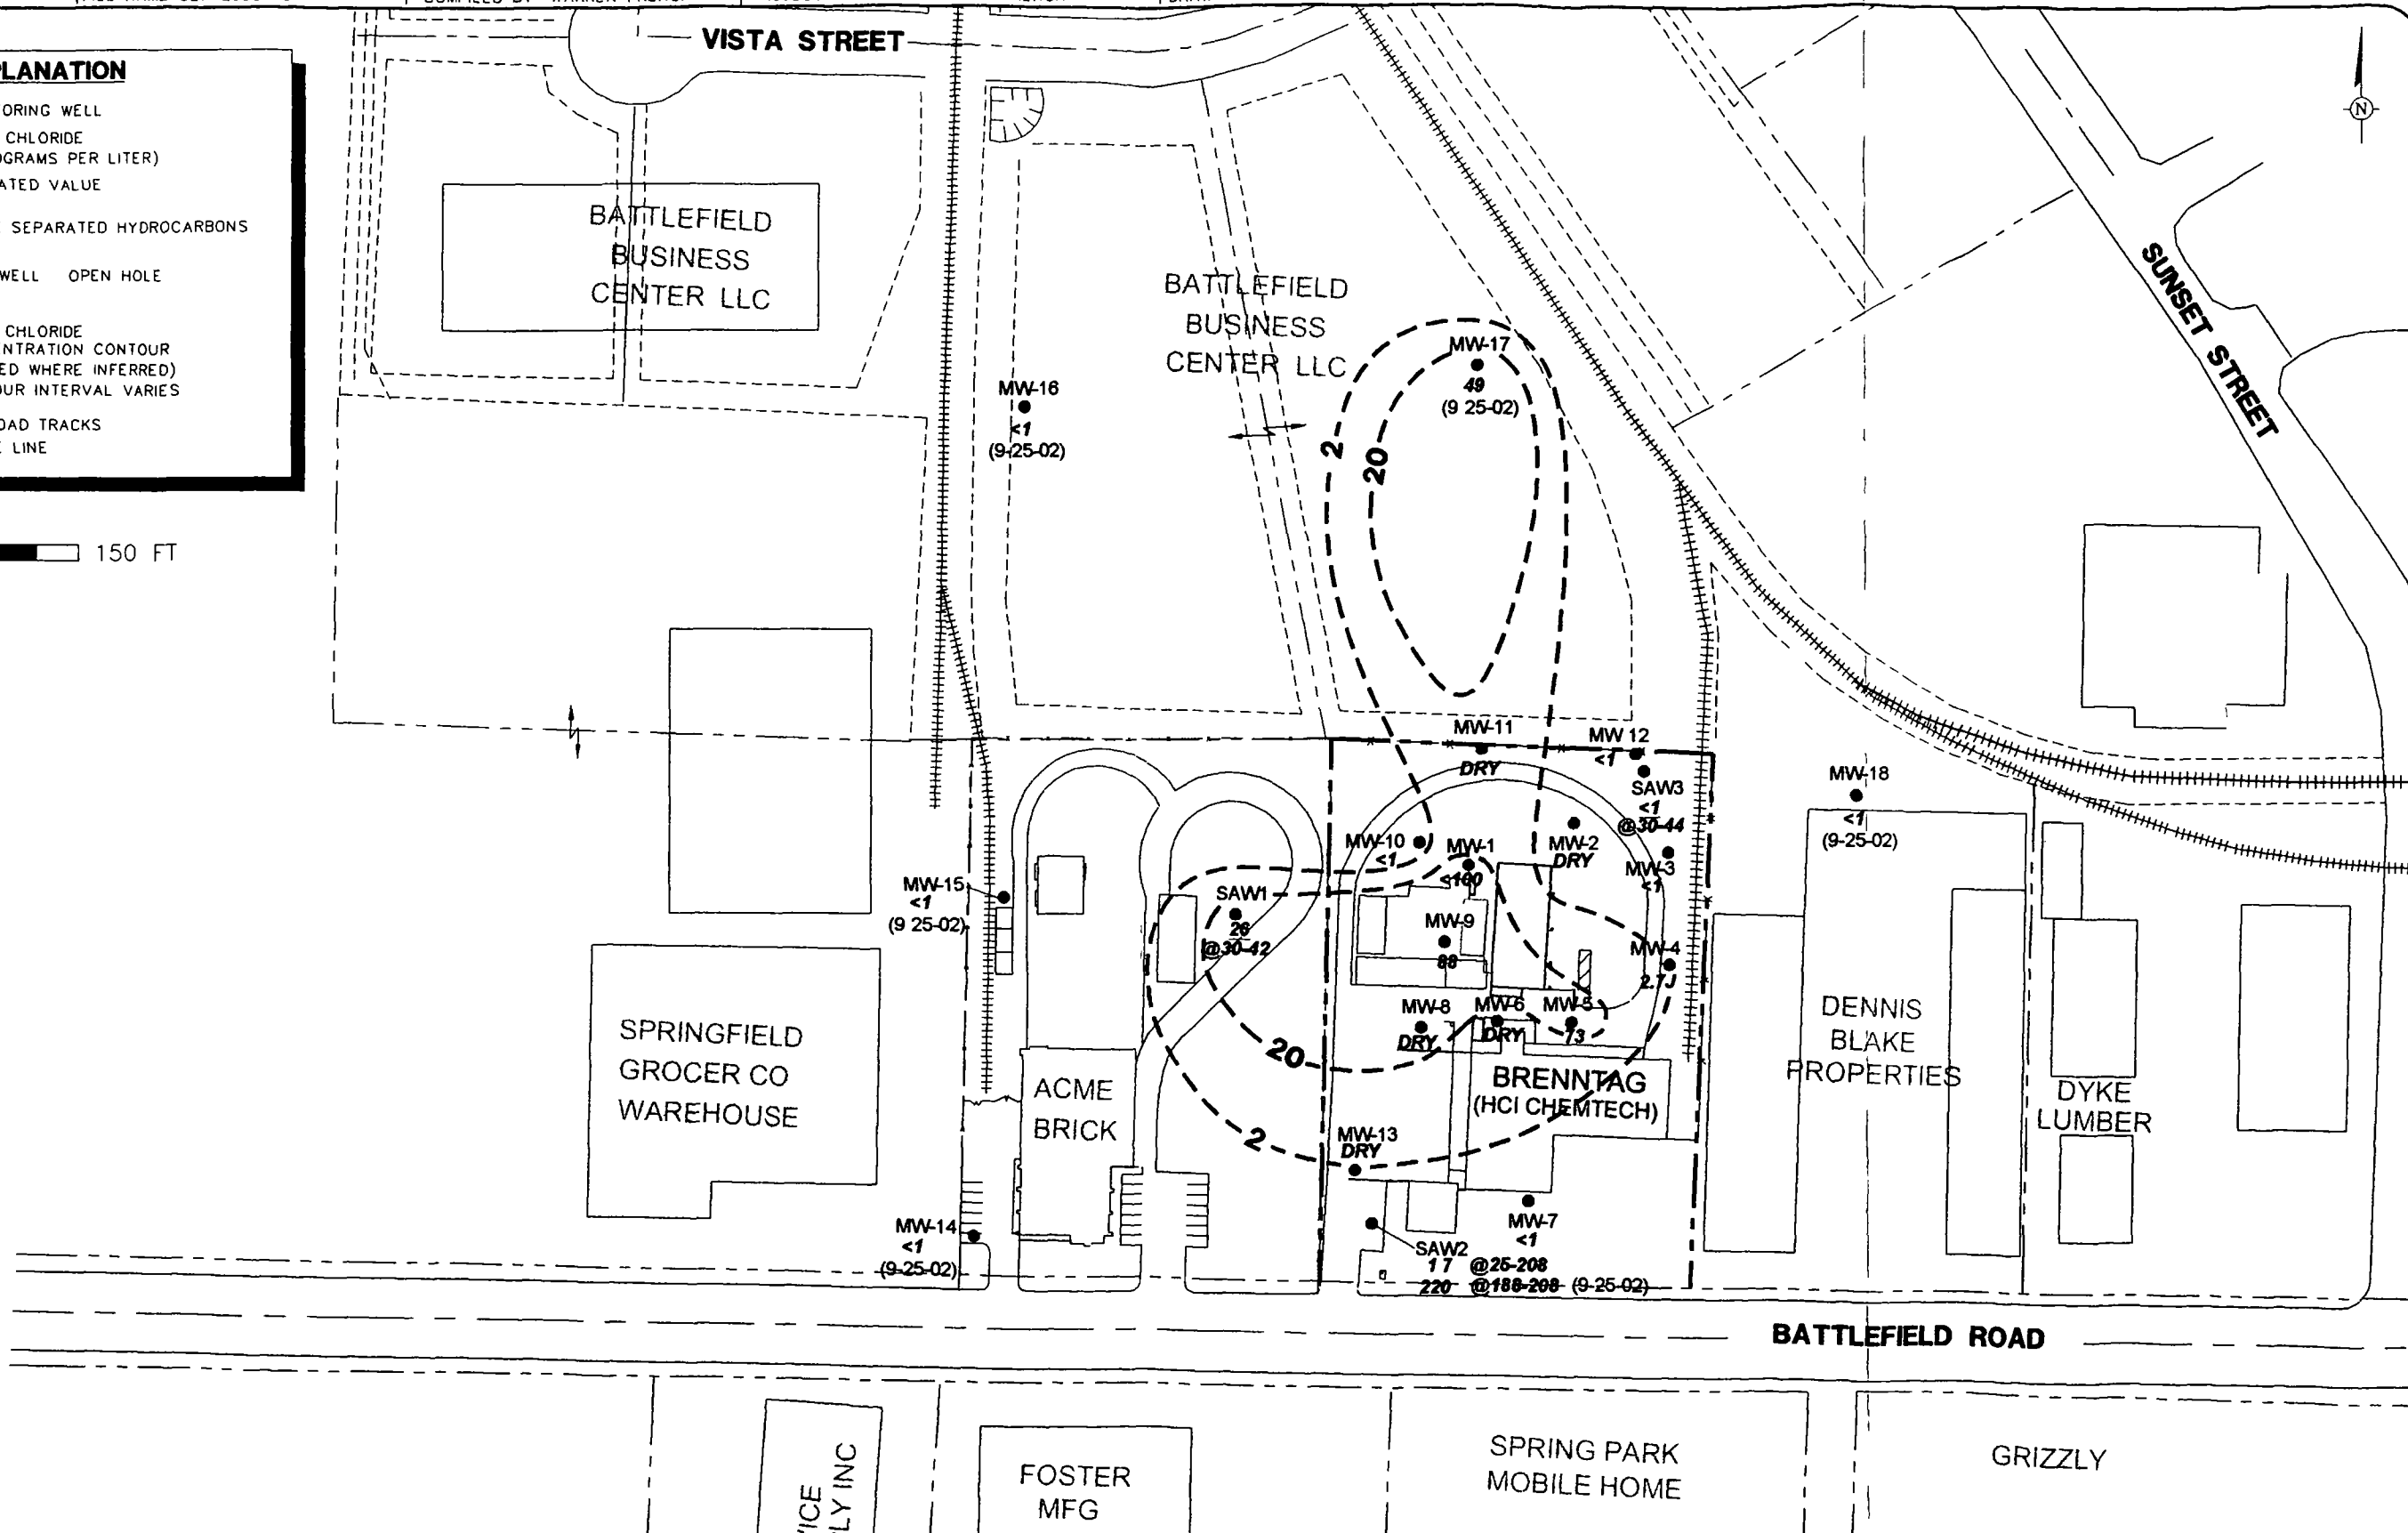 VISTA STREET
PLANATION
ORING WELL
CHLORIDE
OGRAMS PER LITER)
ATED VALUE
SEPARATED HYDROCARBONS
WELL OPEN HOLE
CHLORIDE
NTRATION CONTOUR
ED WHERE INFERRED)
OUR INTERVAL VARIES
OAD TRACKS
E LINE
150 FT
N
BATTLEFIELD
BUSINESS
CENTER LLC
BATTLEFIELD
BUSINESS
CENTER LLC
SUNSET STREET
MW-17
49
(9 25-02)
MW-16
<1
(9-25-02)
2
20
MW-11
DRY
MW 12
<1
SAW3
<1
@30-44
MW-18
<1
(9-25-02)
MW-10
<1
MW-1
<100
MW-2
DRY
MW-3
<1
MW-15
<1
(9 25-02)
SAW1
26
@30-42
MW-9
88
MW-4
2.7J
MW-8
DRY
MW-6
DRY
MW-5
73
20
2
SPRINGFIELD
GROCER CO
WAREHOUSE
ACME
BRICK
BRENNTAG
(HCI CHEMTECH)
DENNIS
BLAKE
PROPERTIES
DYKE
LUMBER
MW-13
DRY
MW-14
<1
(9-25-02)
MW-7
<1
SAW2
1 7 @25-208
220 @188-208 (9-25-02)
BATTLEFIELD ROAD
VICE
LY INC
FOSTER
MFG
SPRING PARK
MOBILE HOME
GRIZZLY